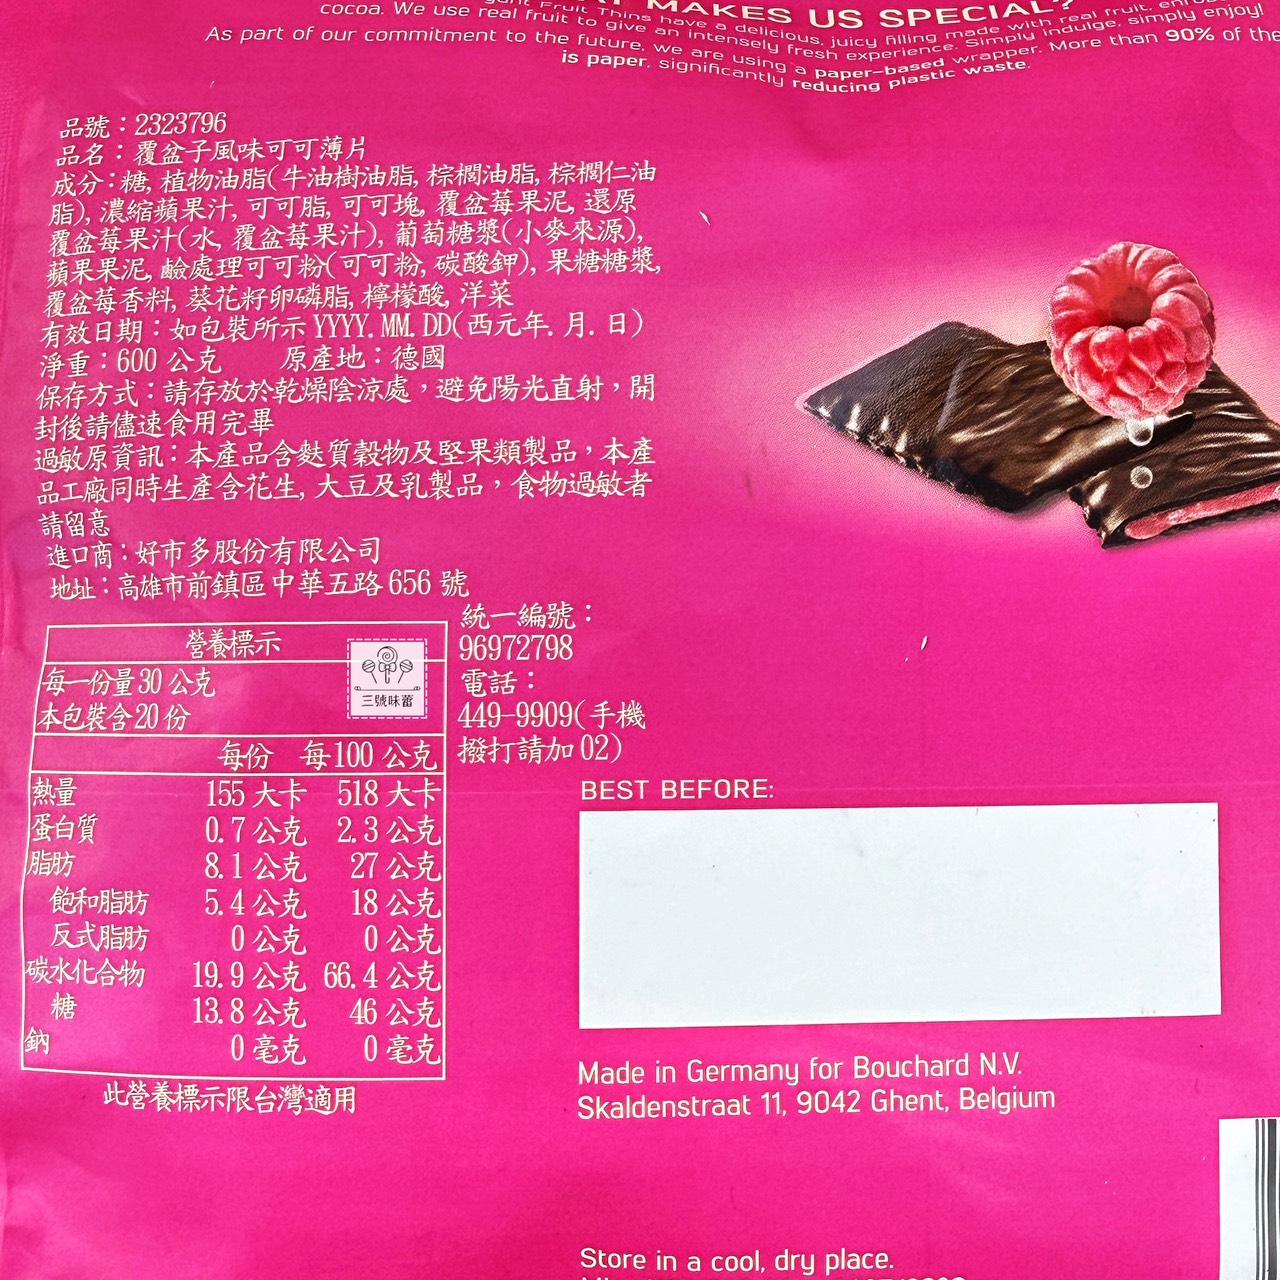 MAKES US SPECIAL?
Fruit Thins have a delicious, juicy filling made with real fruit,
cocoa. We use real fruit to give an intensely fresh experience. Simply indulge, simply enjoy!
As part of our commitment to the future, we are using a paper-based wrapper. More than 90% of the
is paper, significantly reducing plastic waste.
品號：2323796
品名：覆盆子風味可可薄片
成分：糖, 植物油脂(牛油樹油脂, 棕櫚油脂, 棕櫚仁油
脂), 濃縮蘋果汁, 可可脂, 可可塊, 覆盆莓果泥, 還原
覆盆莓果汁(水, 覆盆莓果汁), 葡萄糖漿(小麥來源),
蘋果果泥, 鹼處理可可粉(可可粉, 碳酸鉀), 果糖糖漿,
覆盆莓香料, 葵花籽卵磷脂, 檸檬酸, 洋菜
有效日期：如包裝所示 YYYY.MM.DD(西元年.月.日)
淨重：600 公克 原產地：德國
保存方式：請存放於乾燥陰涼處，避免陽光直射，開
封後請儘速食用完畢
過敏原資訊：本產品含麩質穀物及堅果類製品，本產
品工廠同時生產含花生, 大豆及乳製品，食物過敏者
請留意
進口商：好市多股份有限公司
地址：高雄市前鎮區中華五路 656 號
統一編號：
96972798
電話：
449-9909(手機
撥打請加 02)
營養標示
每一份量 30 公克
本包裝含 20 份
三號味蕾
每份 每 100 公克
熱量 155 大卡 518 大卡
蛋白質 0.7 公克 2.3 公克
脂肪 8.1 公克 27 公克
飽和脂肪 5.4 公克 18 公克
反式脂肪 0 公克 0 公克
碳水化合物 19.9 公克 66.4 公克
糖 13.8 公克 46 公克
鈉 0 毫克 0 毫克
此營養標示限台灣適用
BEST BEFORE:
Made in Germany for Bouchard N.V.
Skaldenstraat 11, 9042 Ghent, Belgium
Store in a cool, dry place.